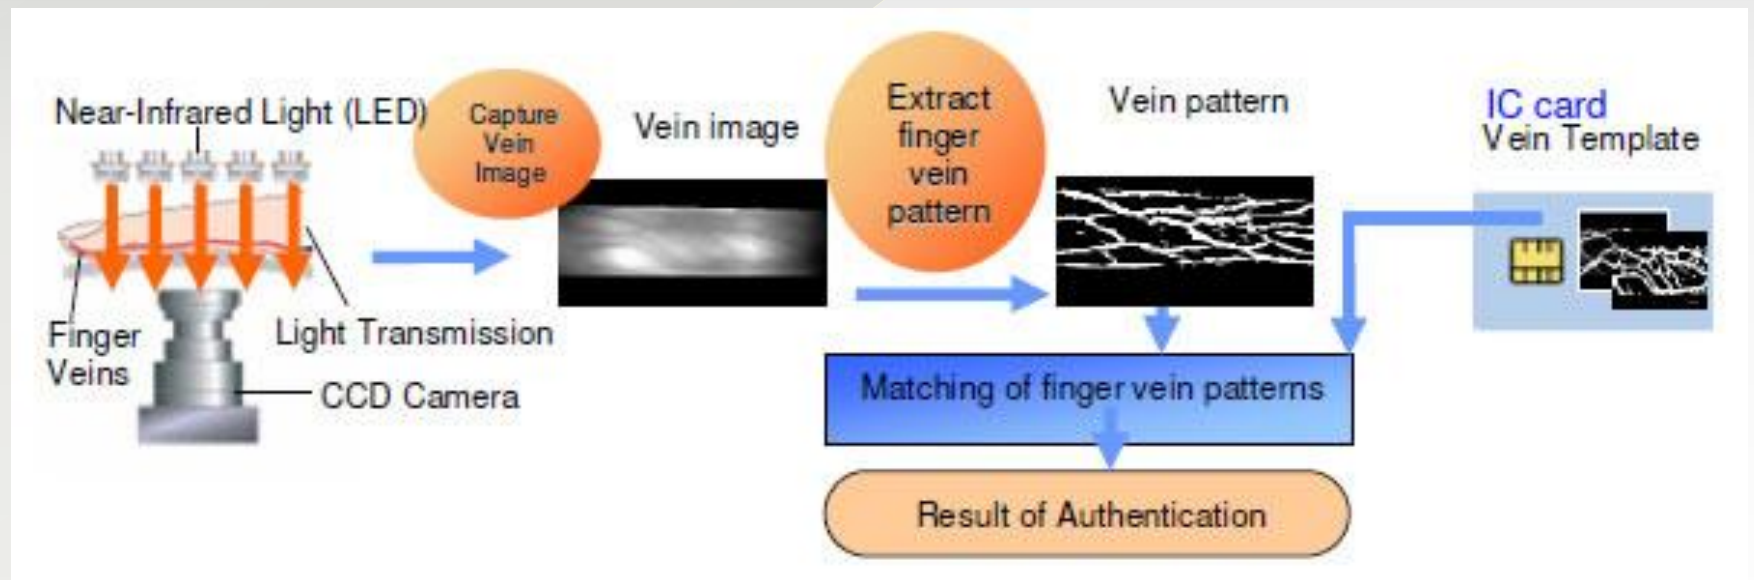 Near-Infrared Light (LED)
Finger
Veins
Light Transmission
CCD Camera
Capture
Vein
Image
Vein image
Extract
finger
vein
pattern
Vein pattern
IC card
Vein Template
Matching of finger vein patterns
Result of Authentication